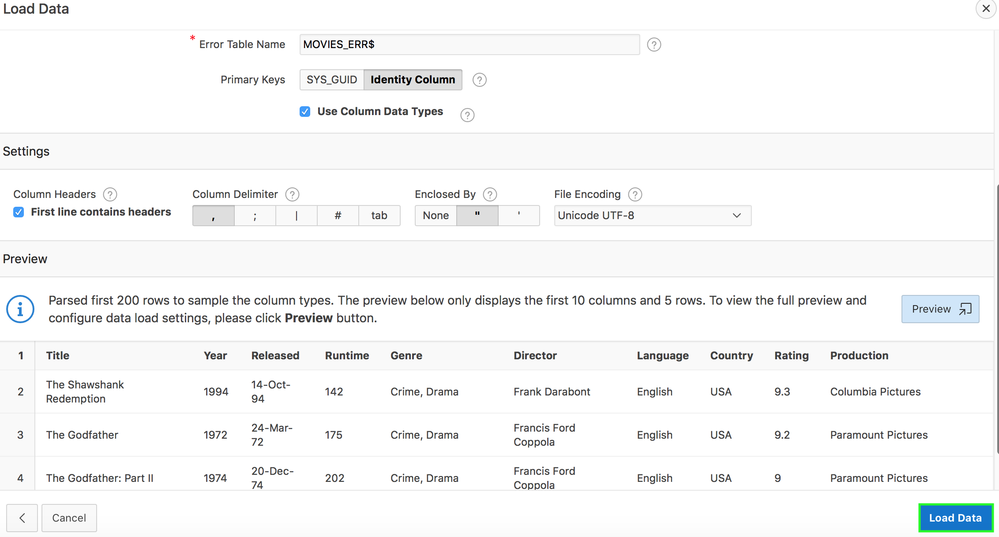 Load Data
* Error Table Name MOVIES_ERR$ ?
Primary Keys SYS_GUID Identity Column ?
Use Column Data Types ?
Settings
Column Headers ? Column Delimiter ? Enclosed By ? File Encoding ?
First line contains headers , ; | # tab None " ' Unicode UTF-8
Preview
Parsed first 200 rows to sample the column types. The preview below only displays the first 10 columns and 5 rows. To view the full preview and
configure data load settings, please click Preview button.
Preview
1 Title Year Released Runtime Genre Director Language Country Rating Production
2 The Shawshank Redemption 1994 14-Oct-94 142 Crime, Drama Frank Darabont English USA 9.3 Columbia Pictures
3 The Godfather 1972 24-Mar-72 175 Crime, Drama Francis Ford Coppola English USA 9.2 Paramount Pictures
4 The Godfather: Part II 1974 20-Dec-74 202 Crime, Drama Francis Ford Coppola English USA 9 Paramount Pictures
Cancel Load Data